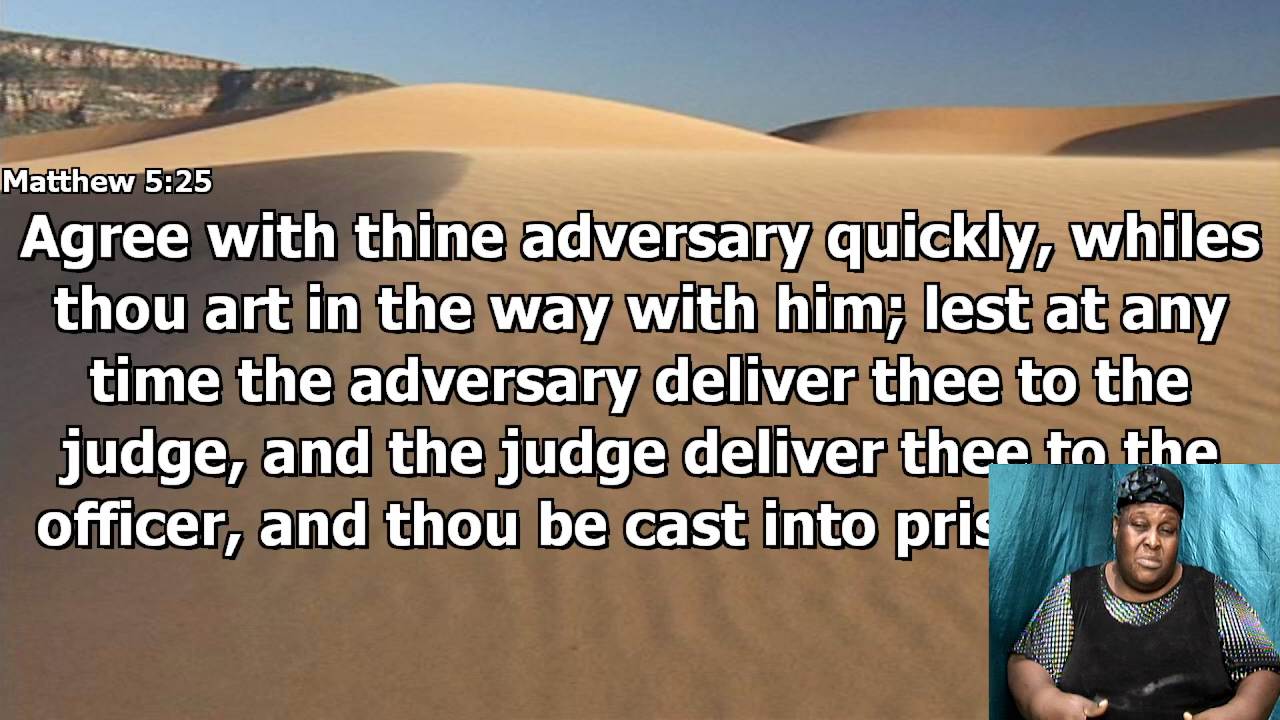 Matthew 5:25
Agree with thine adversary quickly, whiles
thou art in the way with him; lest at any
time the adversary deliver thee to the
judge, and the judge deliver thee to the
officer, and thou be cast into